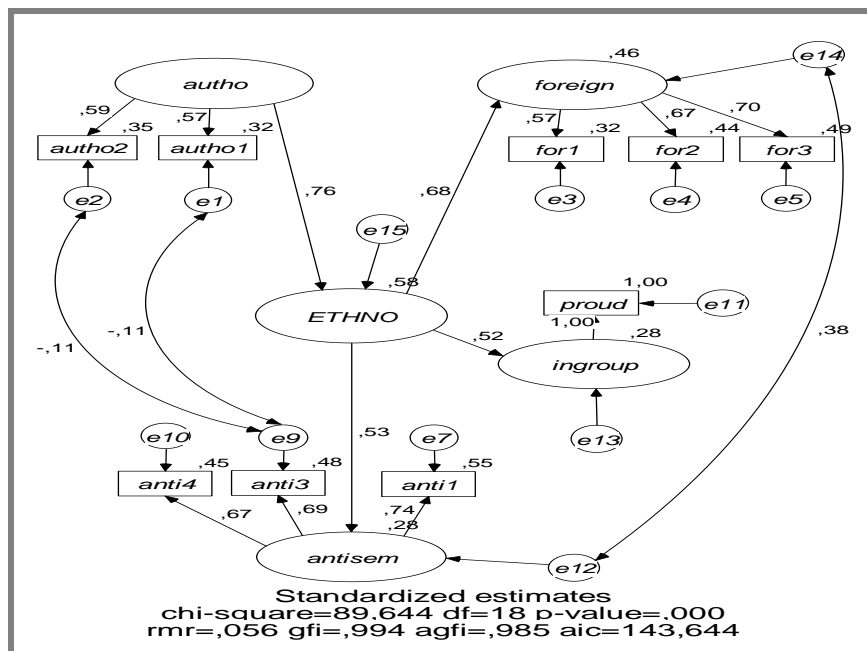 ,46
e14
autho
foreign
,59
,57
,35
,32
,57
,67
,70
,32
,44
,49
autho2
autho1
for1
for2
for3
e2
e1
e3
e4
e5
,76
,68
e15
,58
1,00
proud
e11
ETHNO
1,00
,28
,38
-,11
-,11
,52
ingroup
e10
e9
e7
,53
e13
,45
,48
,55
anti4
anti3
anti1
,67
,69
,74
,28
antisem
e12
Standardized estimates
chi-square=89,644 df=18 p-value=,000
rmr=,056 gfi=,994 agfi=,985 aic=143,644